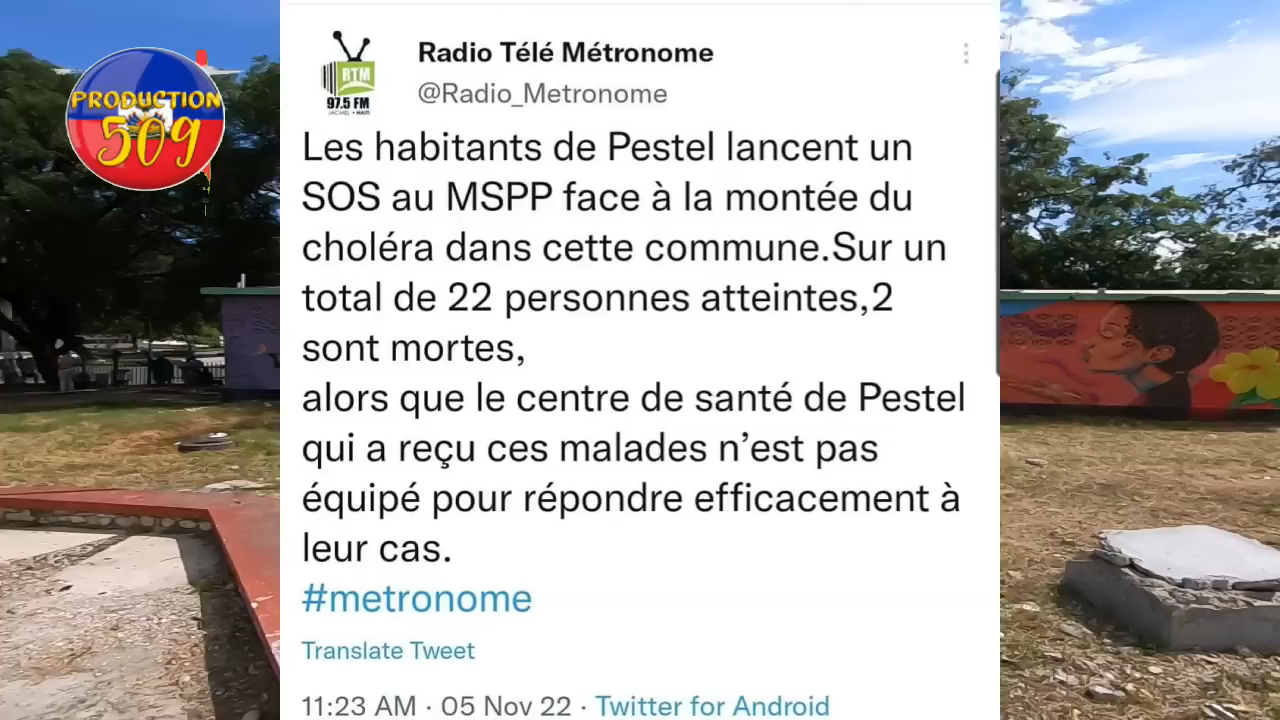 PRODUCTION
509
RTM
97.5 FM
JACMEL • HAITI
Radio Télé Métronome
@Radio_Metronome
Les habitants de Pestel lancent un
SOS au MSPP face à la montée du
choléra dans cette commune.Sur un
total de 22 personnes atteintes,2
sont mortes,
alors que le centre de santé de Pestel
qui a reçu ces malades n’est pas
équipé pour répondre efficacement à
leur cas.
#metronome
Translate Tweet
11:23 AM · 05 Nov 22 · Twitter for Android